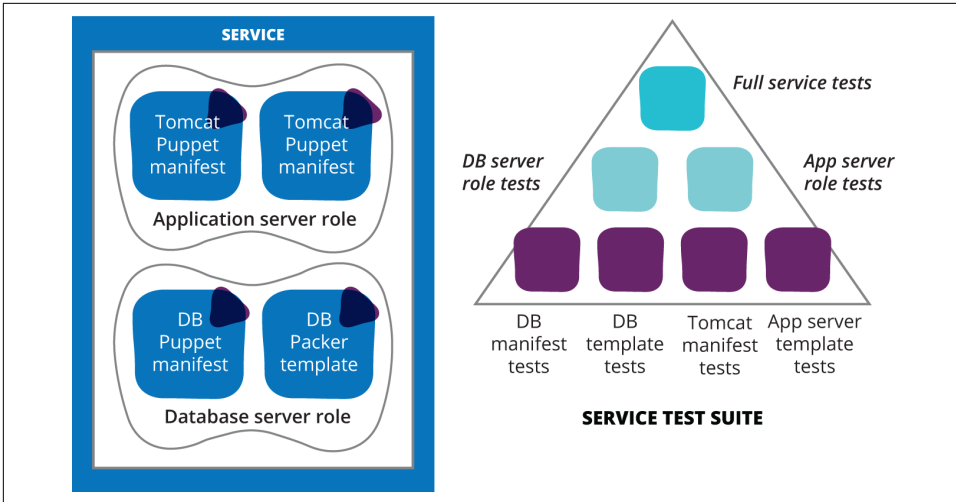 SERVICE
Tomcat
Puppet
manifest
Tomcat
Puppet
manifest
Application server role
DB
Puppet
manifest
DB
Packer
template
Database server role
Full service tests
DB server
role tests
App server
role tests
DB
manifest
tests
DB
template
tests
Tomcat
manifest
tests
App server
template
tests
SERVICE TEST SUITE